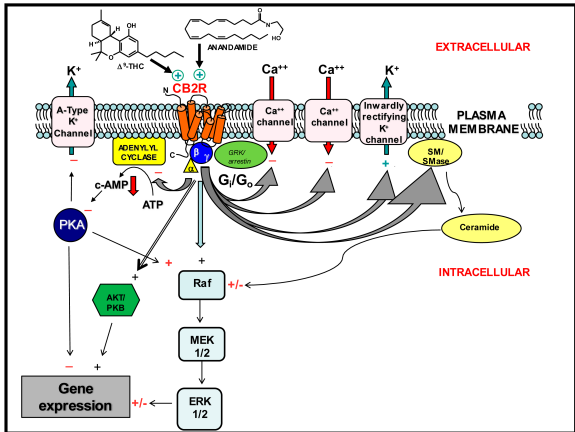 OH
H
H
O
Δ⁹-THC
O
N
H
OH
ANANDAMIDE
EXTRACELLULAR
K⁺
+
+
CB2R
Ca⁺⁺
Ca⁺⁺
K⁺
N
A-Type
K⁺
Channel
Ca⁺⁺
channel
Ca⁺⁺
channel
Inwardly
rectifying
K⁺
channel
PLASMA
MEMBRANE
ADENYLYL
CYCLASE
C
α
β
γ
GRK/
arrestin
SM/
SMase
–
–
–
–
+
Gᵢ/Gₒ
c-AMP
ATP
–
PKA
Ceramide
+
+
+
INTRACELLULAR
AKT/
PKB
Raf
+/-
MEK
1/2
–
+
Gene
expression
+/-
ERK
1/2